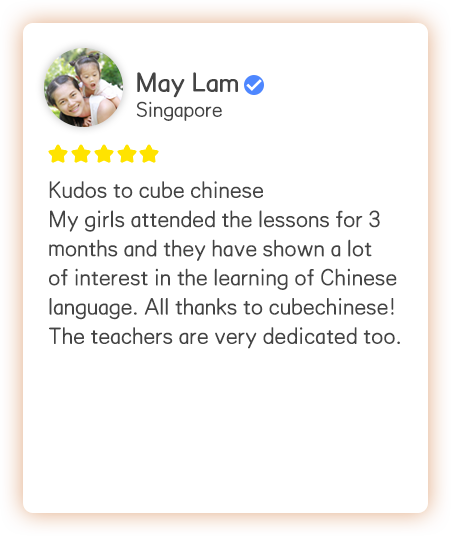 May Lam
Singapore
Kudos to cube chinese
My girls attended the lessons for 3
months and they have shown a lot
of interest in the learning of Chinese
language. All thanks to cubechinese!
The teachers are very dedicated too.